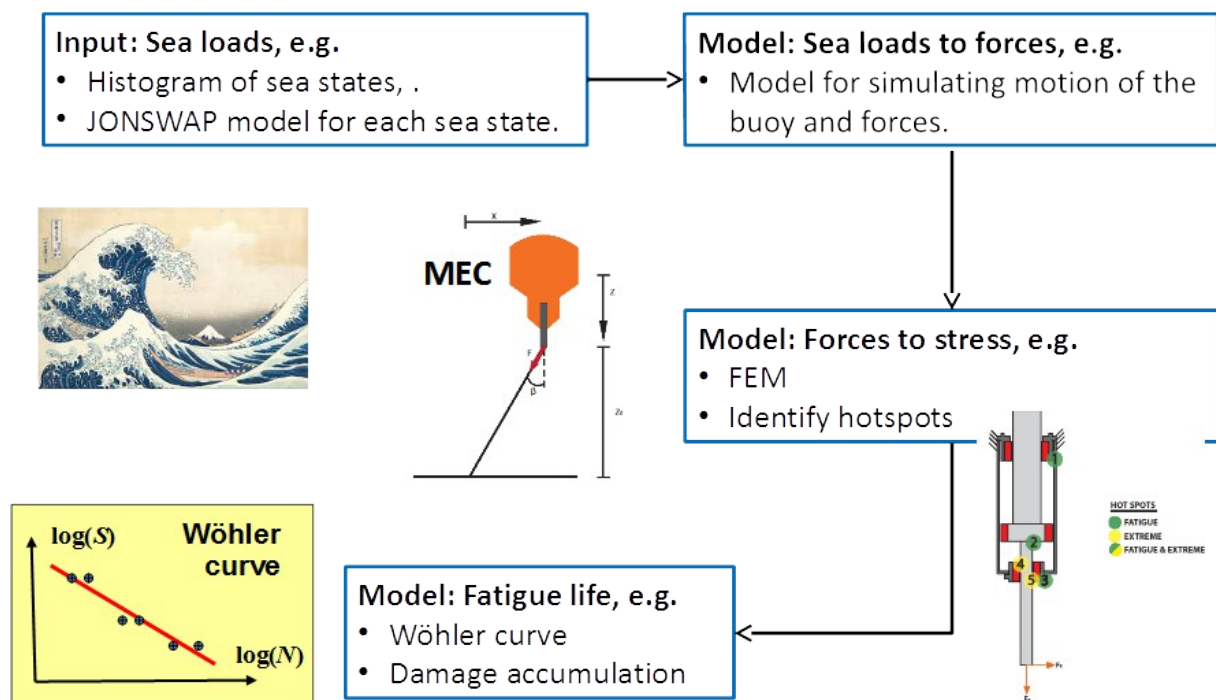 Input: Sea loads, e.g.
• Histogram of sea states, .
• JONSWAP model for each sea state.
Model: Sea loads to forces, e.g.
• Model for simulating motion of the
buoy and forces.
x
MEC
z
F
β
Model: Forces to stress, e.g.
• FEM
• Identify hotspots
1
2
4
5
3
HOT SPOTS
FATIGUE
EXTREME
FATIGUE & EXTREME
Wöhler
curve
log(S)
log(N)
Model: Fatigue life, e.g.
• Wöhler curve
• Damage accumulation